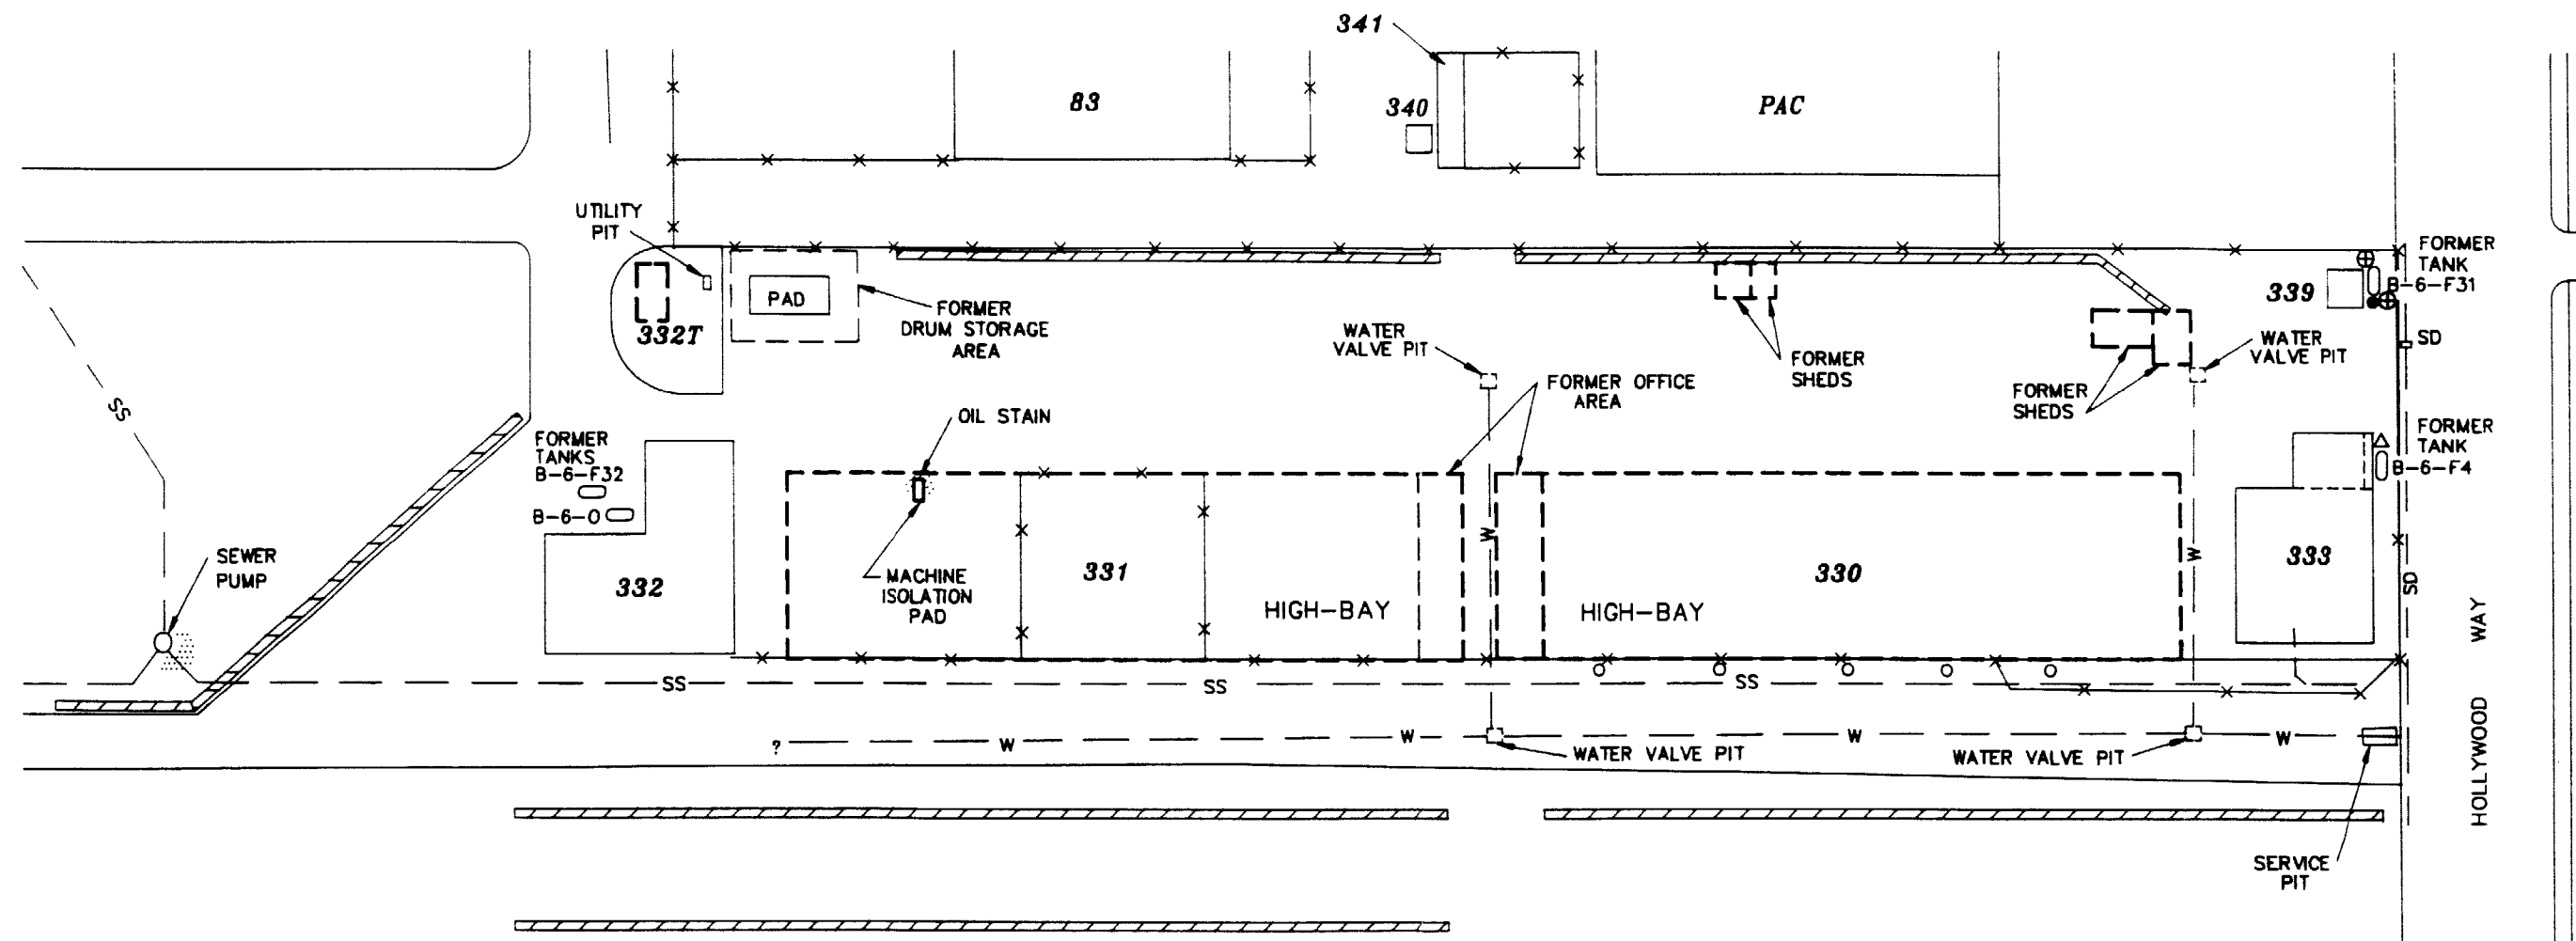 341
83
340
PAC
UTILITY
PIT
332T
PAD
FORMER
DRUM STORAGE
AREA
WATER
VALVE PIT
FORMER
SHEDS
FORMER OFFICE
AREA
339
FORMER
TANK
B-6-F31
SD
WATER
VALVE PIT
FORMER
SHEDS
SS
OIL STAIN
FORMER
TANKS
B-6-F32
B-6-0
FORMER
TANK
B-6-F4
SEWER
PUMP
332
MACHINE
ISOLATION
PAD
331
HIGH-BAY
W
HIGH-BAY
330
W
333
SD
HOLLYWOOD WAY
SS
SS
SS
?
W
W
WATER VALVE PIT
W
WATER VALVE PIT
W
SERVICE
PIT